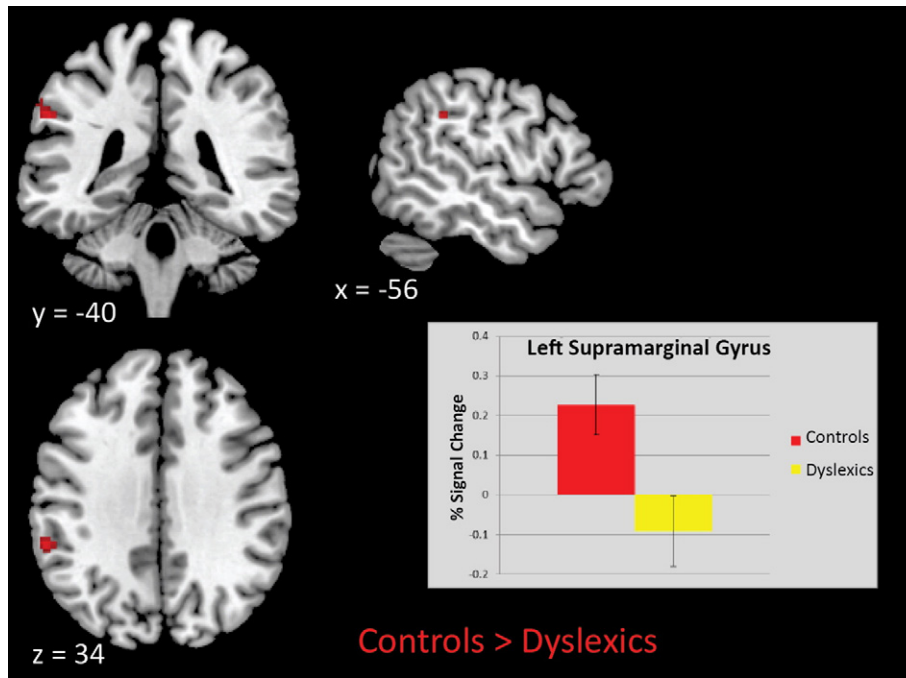 y = -40
x = -56
z = 34
Left Supramarginal Gyrus
% Signal Change
0.4
0.3
0.2
0.1
0
-0.1
-0.2
Controls
Dyslexics
Controls > Dyslexics